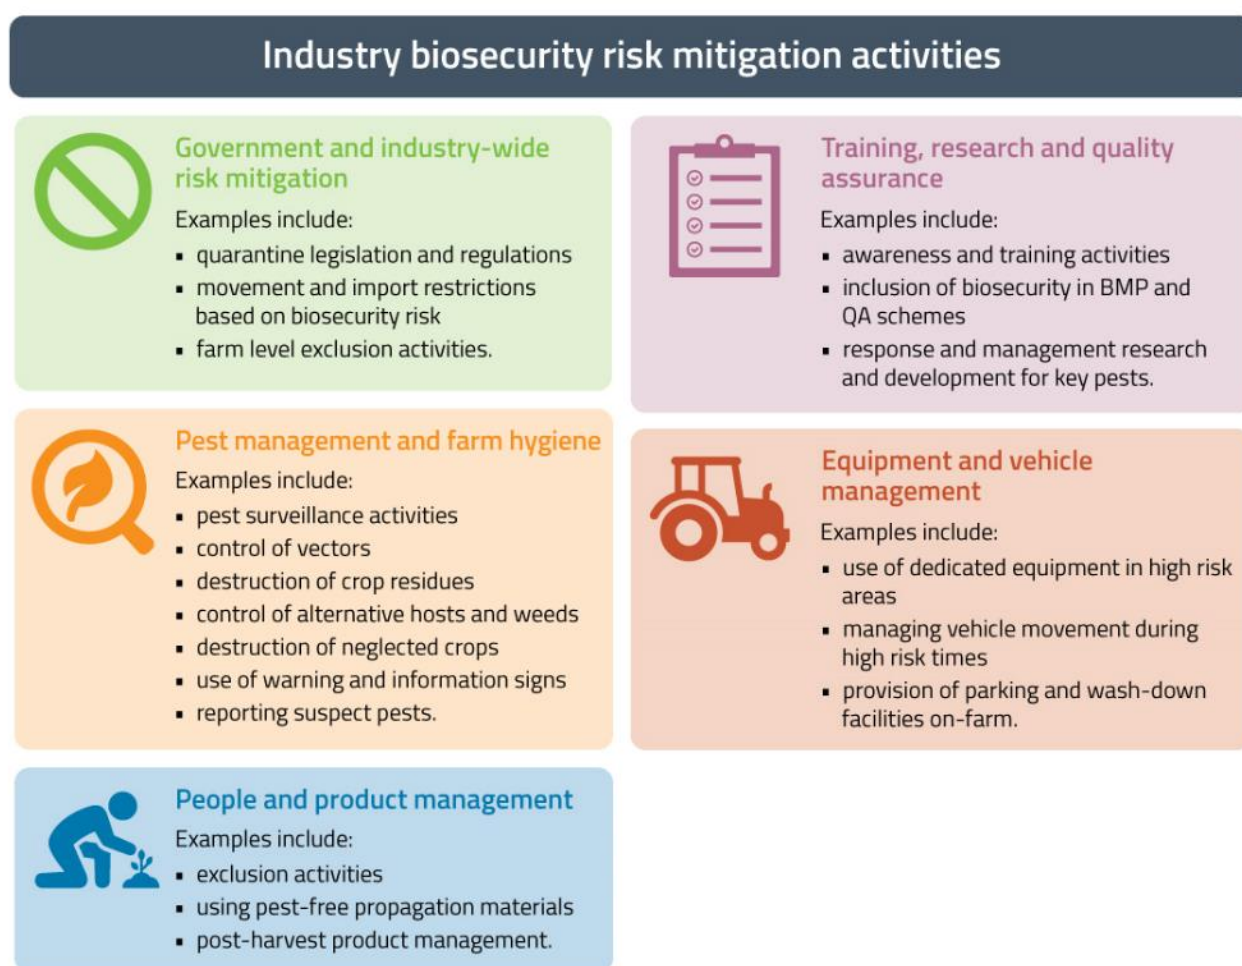 Industry biosecurity risk mitigation activities
Government and industry-wide
risk mitigation
Examples include:
▪ quarantine legislation and regulations
▪ movement and import restrictions
based on biosecurity risk
▪ farm level exclusion activities.
Pest management and farm hygiene
Examples include:
▪ pest surveillance activities
▪ control of vectors
▪ destruction of crop residues
▪ control of alternative hosts and weeds
▪ destruction of neglected crops
▪ use of warning and information signs
▪ reporting suspect pests.
People and product management
Examples include:
▪ exclusion activities
▪ using pest-free propagation materials
▪ post-harvest product management.
Training, research and quality
assurance
Examples include:
▪ awareness and training activities
▪ inclusion of biosecurity in BMP and
QA schemes
▪ response and management research
and development for key pests.
Equipment and vehicle
management
Examples include:
▪ use of dedicated equipment in high risk
areas
▪ managing vehicle movement during
high risk times
▪ provision of parking and wash-down
facilities on-farm.